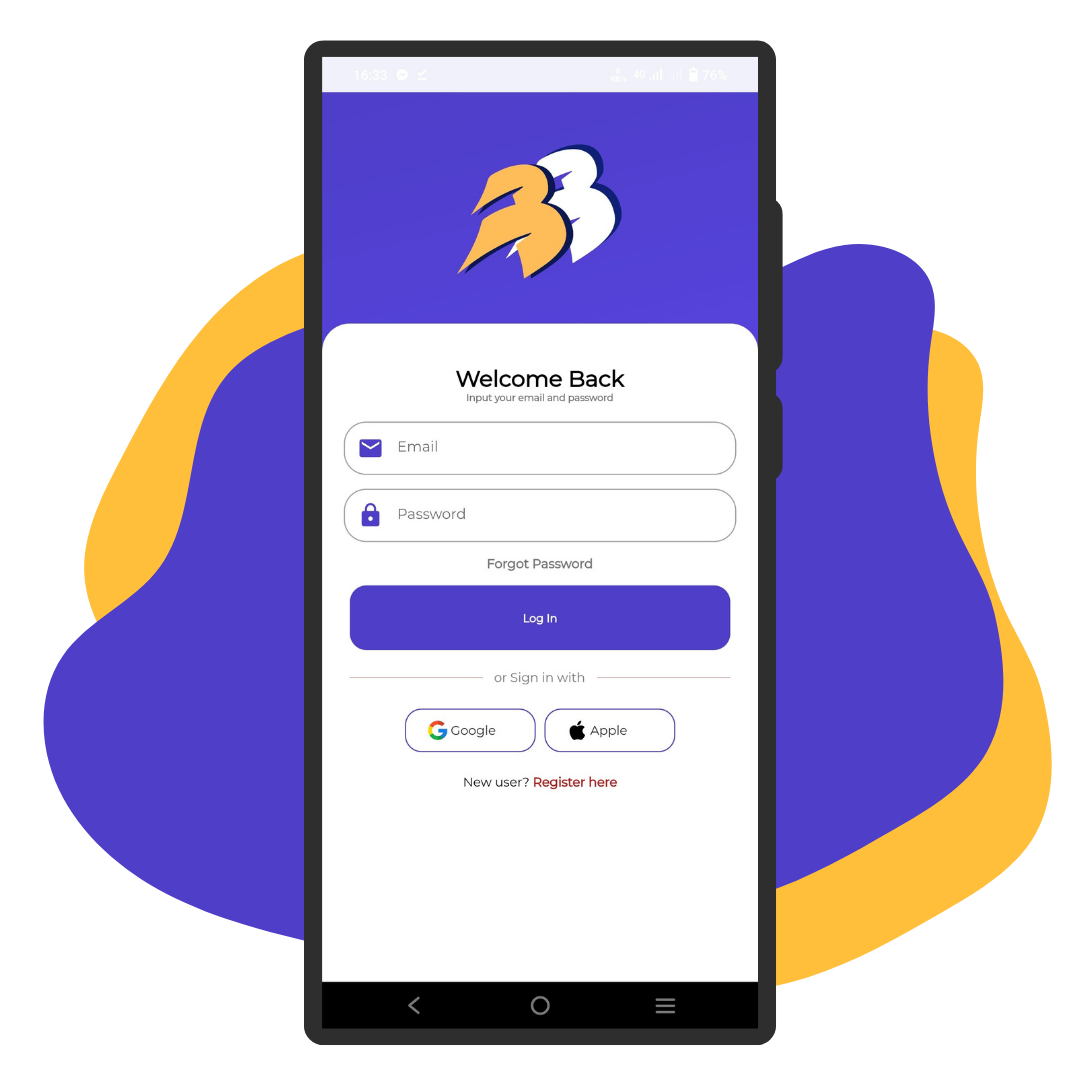 16:33 4G 76%
Welcome Back
Input your email and password
Email
Password
Forgot Password
Log In
or Sign in with
Google Apple
New user? Register here